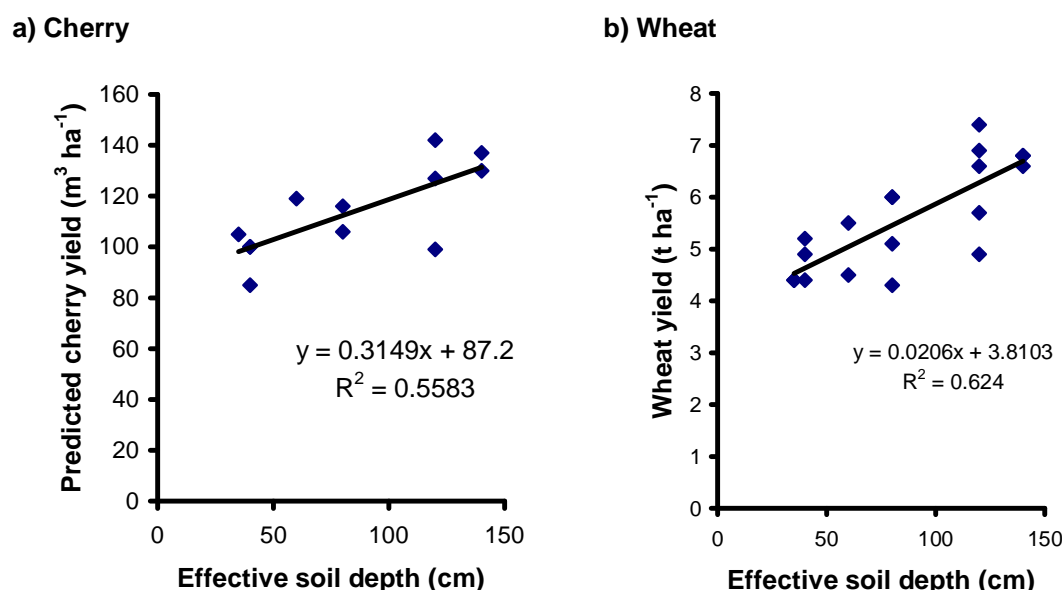 a) Cherry
Predicted cherry yield (m³ ha⁻¹)
160
140
120
100
80
60
40
20
0
y = 0.3149x + 87.2
R² = 0.5583
0 50 100 150
Effective soil depth (cm)
b) Wheat
Wheat yield (t ha⁻¹)
8
7
6
5
4
3
2
1
0
y = 0.0206x + 3.8103
R² = 0.624
0 50 100 150
Effective soil depth (cm)